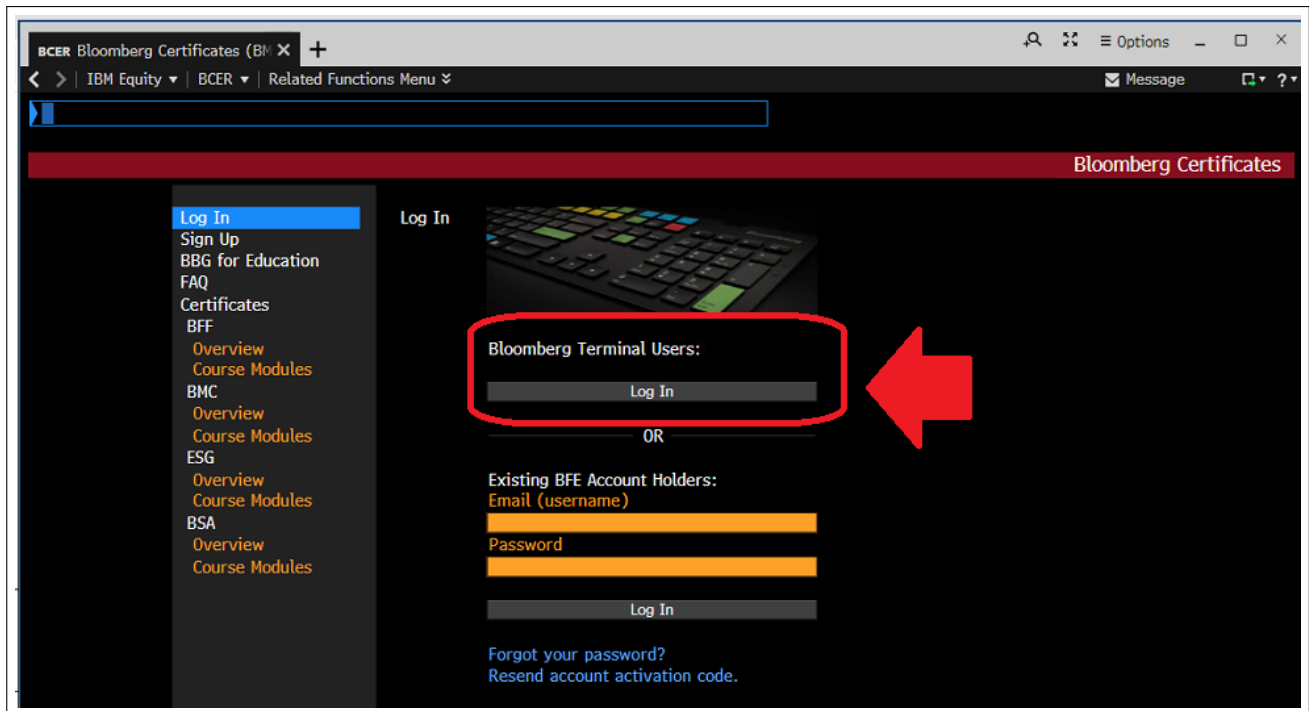 BCER Bloomberg Certificates (BM
Options
IBM Equity BCER Related Functions Menu
Message ?
Bloomberg Certificates
Log In
Sign Up
BBG for Education
FAQ
Certificates
BFF
Overview
Course Modules
BMC
Overview
Course Modules
ESG
Overview
Course Modules
BSA
Overview
Course Modules
Log In
Bloomberg Terminal Users:
Log In
OR
Existing BFE Account Holders:
Email (username)
Password
Log In
Forgot your password?
Resend account activation code.